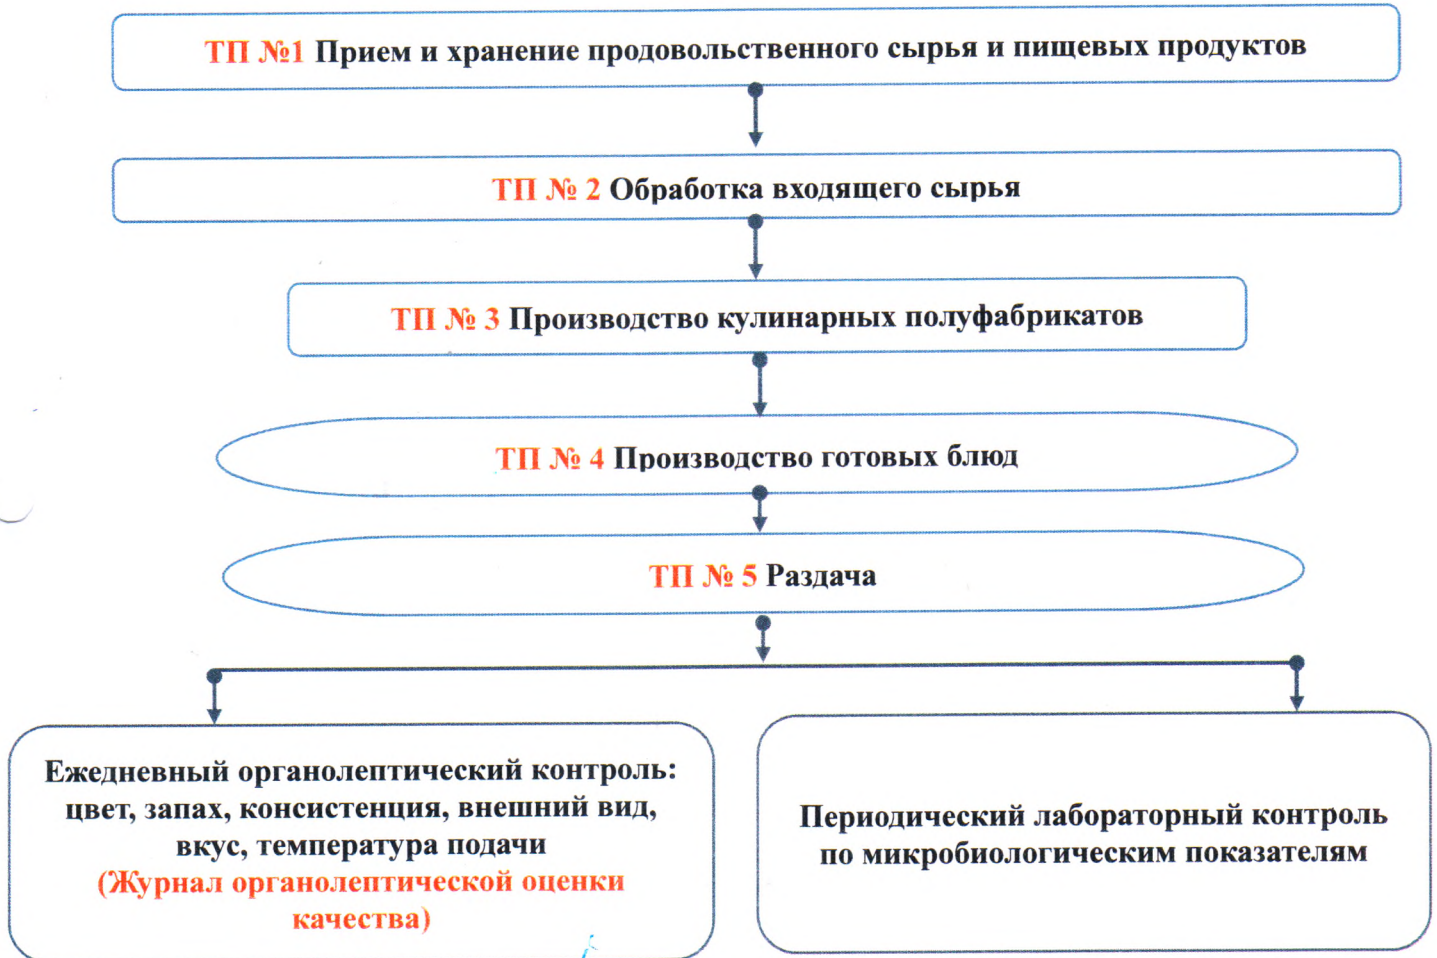 ТП №1 Прием и хранение продовольственного сырья и пищевых продуктов
ТП № 2 Обработка входящего сырья
ТП № 3 Производство кулинарных полуфабрикатов
ТП № 4 Производство готовых блюд
ТП № 5 Раздача
Ежедневный органолептический контроль:
цвет, запах, консистенция, внешний вид,
вкус, температура подачи
(Журнал органолептической оценки
качества)
Периодический лабораторный контроль
по микробиологическим показателям